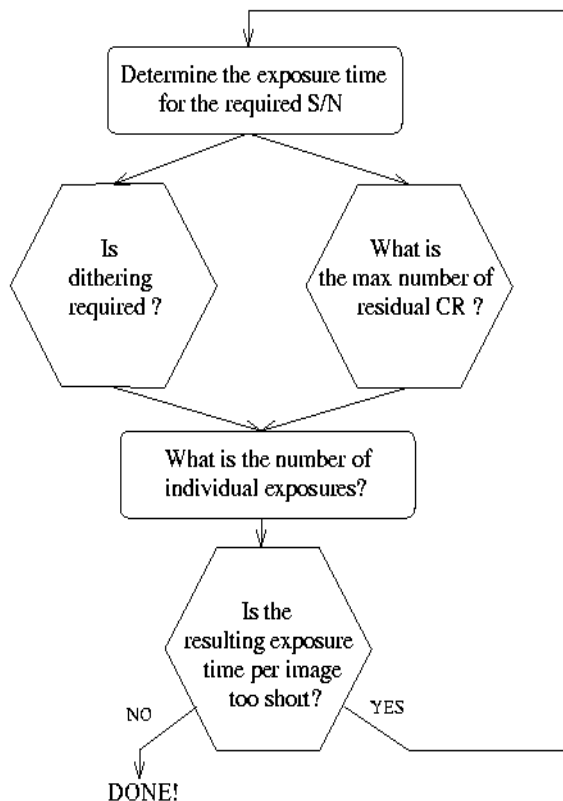 Determine the exposure time
for the required S/N
Is
dithering
required ?
What is
the max number of
residual CR ?
What is the number of
individual exposures?
Is the
resulting exposure
time per image
too short?
NO
YES
DONE!